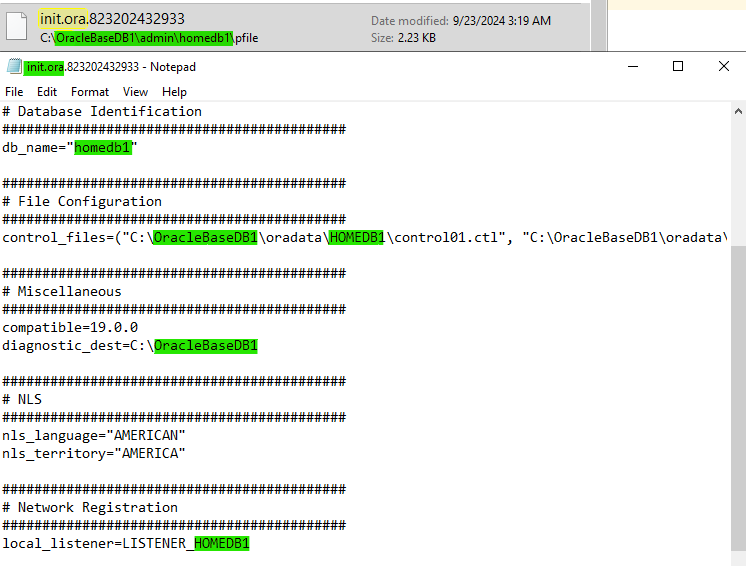 init.ora.823202432933
Date modified: 9/23/2024 3:19 AM
C:\OracleBaseDB1\admin\homedb1\pfile
Size: 2.23 KB
init.ora.823202432933 - Notepad
File Edit Format View Help
# Database Identification
###########################################
db_name="homedb1"
###########################################
# File Configuration
###########################################
control_files=("C:\OracleBaseDB1\oradata\HOMEDB1\control01.ctl", "C:\OracleBaseDB1\oradata\
###########################################
# Miscellaneous
###########################################
compatible=19.0.0
diagnostic_dest=C:\OracleBaseDB1
###########################################
# NLS
###########################################
nls_language="AMERICAN"
nls_territory="AMERICA"
###########################################
# Network Registration
###########################################
local_listener=LISTENER_HOMEDB1